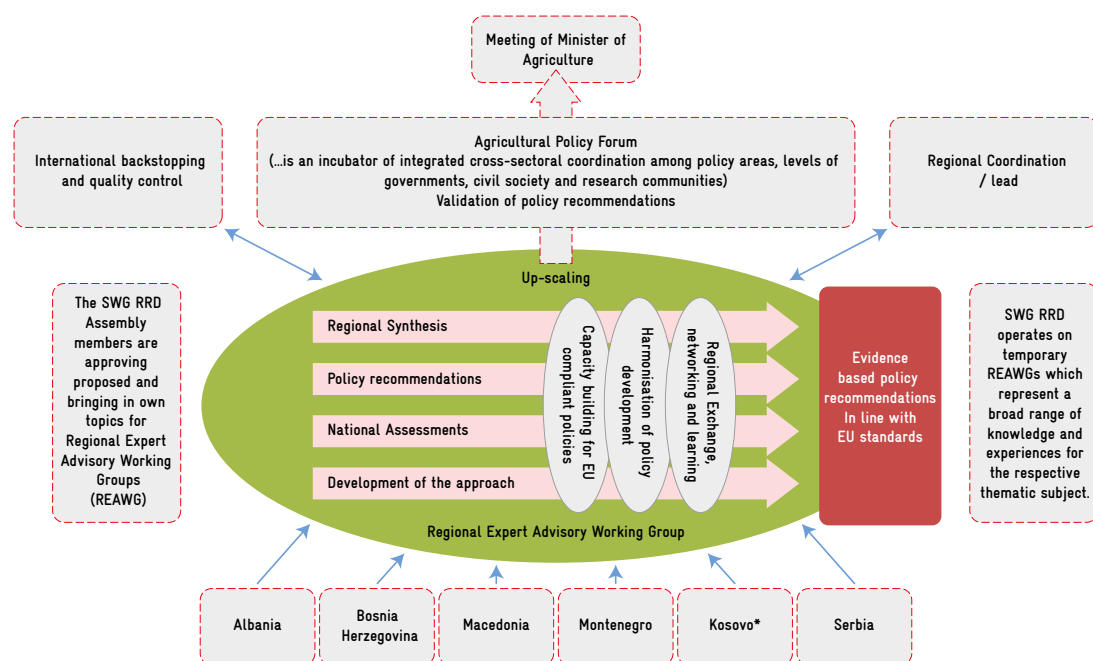 Meeting of Minister of
Agriculture
International backstopping
and quality control
Agricultural Policy Forum
(...is an incubator of integrated cross-sectoral coordination among policy areas, levels of
governments, civil society and research communities)
Validation of policy recommendations
Regional Coordination
/ lead
The SWG RRD
Assembly
members are
approving
proposed and
bringing in own
topics for
Regional Expert
Advisory Working
Groups
(REAWG)
Up-scaling
Regional Synthesis
Policy recommendations
National Assessments
Development of the approach
Capacity building for EU
compliant policies
Harmonisation of policy
development
Regional Exchange,
networking and learning
Regional Expert Advisory Working Group
Evidence
based policy
recommendations
In line with
EU standards
SWG RRD
operates on
temporary
REAWGs which
represent a
broad range of
knowledge and
experiences for
the respective
thematic subject.
Albania
Bosnia
Herzegovina
Macedonia
Montenegro
Kosovo*
Serbia